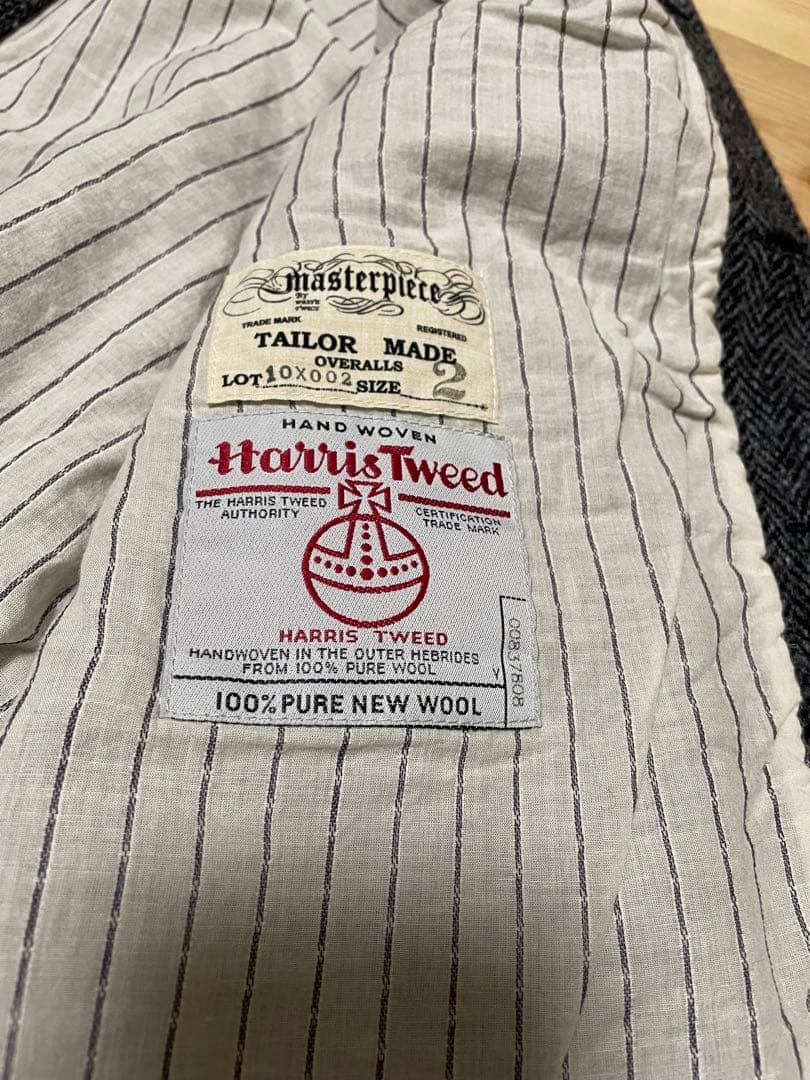 masterpiece
BY
TRADE MARK
REGISTERED
TAILOR MADE
OVERALLS
LOT 10X002 SIZE 2
HAND WOVEN
Harris Tweed
THE HARRIS TWEED
AUTHORITY
CERTIFICATION
TRADE MARK
HARRIS TWEED
HANDWOVEN IN THE OUTER HEBRIDES
FROM 100% PURE WOOL
Y
00837808
100% PURE NEW WOOL